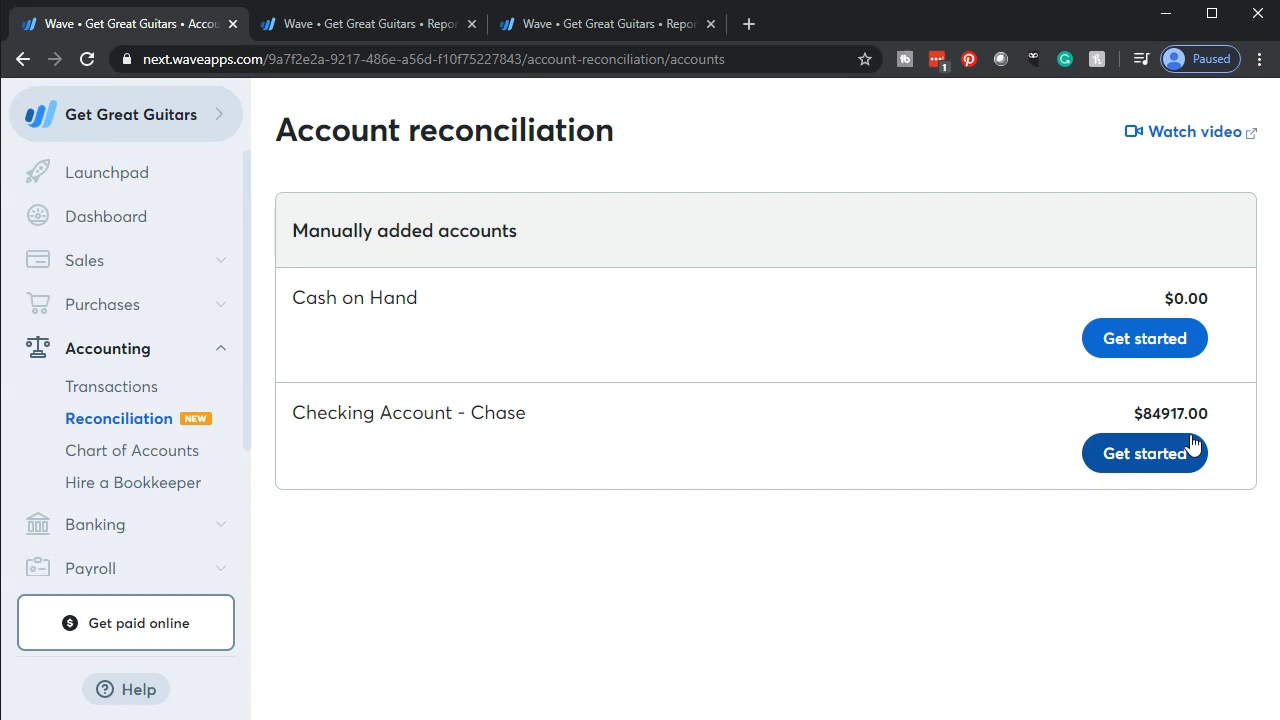 Wave • Get Great Guitars • Accou
Wave • Get Great Guitars • Repor
Wave • Get Great Guitars • Repor
next.waveapps.com/9a7f2e2a-9217-486e-a56d-f10f75227843/account-reconciliation/accounts
1
Paused
Get Great Guitars
Launchpad
Dashboard
Sales
Purchases
Accounting
Transactions
Reconciliation NEW
Chart of Accounts
Hire a Bookkeeper
Banking
Payroll
Get paid online
Help
Account reconciliation
Watch video
Manually added accounts
Cash on Hand
$0.00
Get started
Checking Account - Chase
$84917.00
Get started